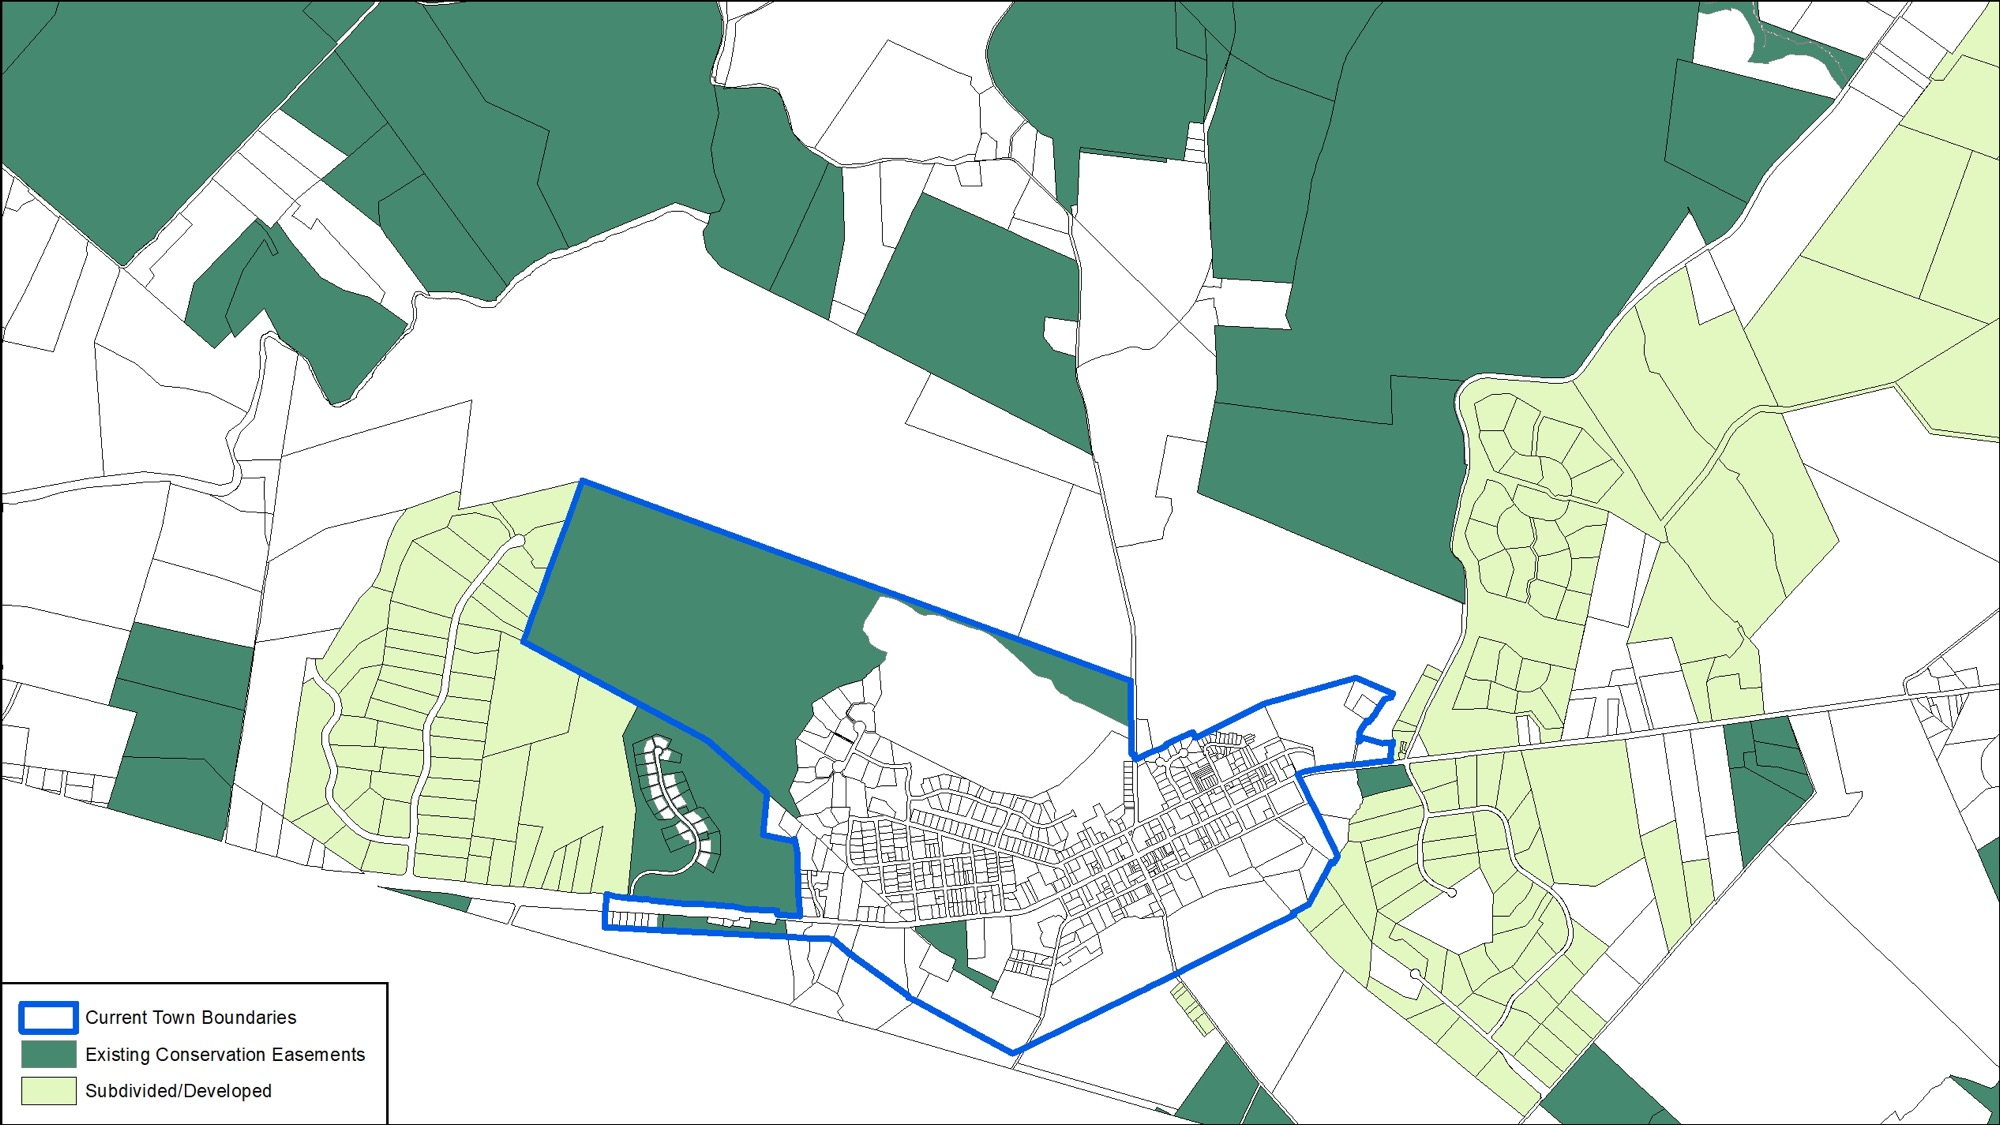 Current Town Boundaries
Existing Conservation Easements
Subdivided/Developed